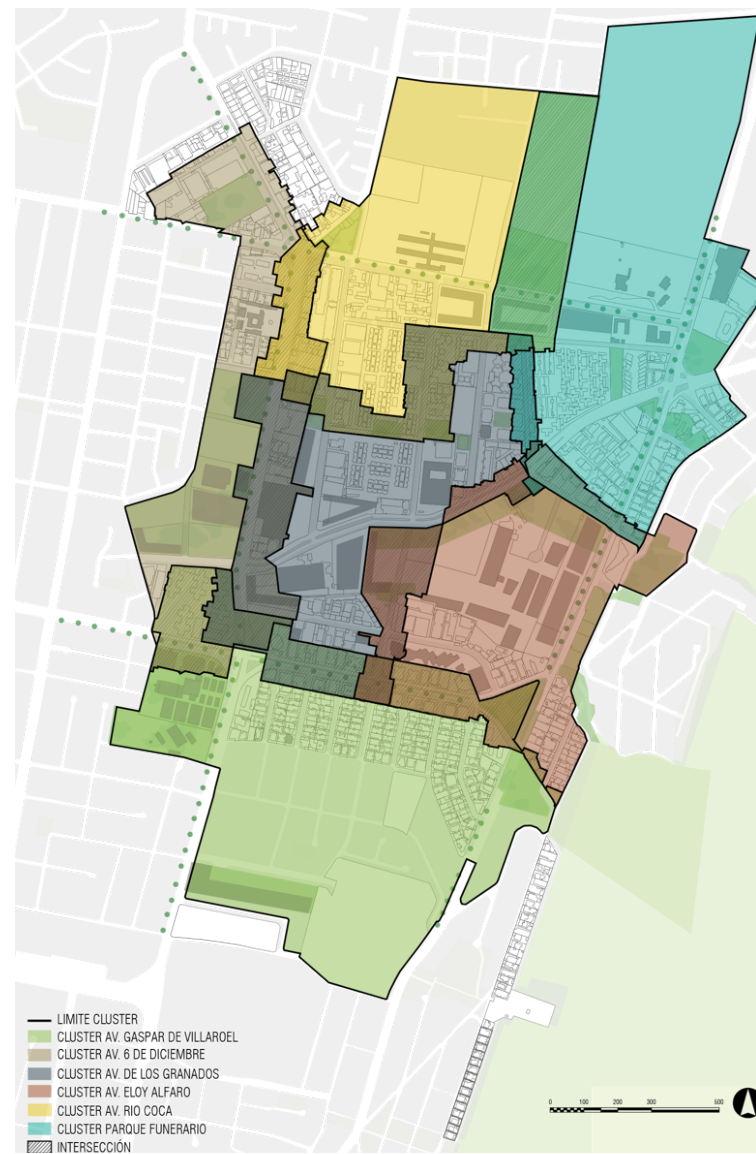 LIMITE CLUSTER
CLUSTER AV. GASPAR DE VILLAROEL
CLUSTER AV. 6 DE DICIEMBRE
CLUSTER AV. DE LOS GRANADOS
CLUSTER AV. ELOY ALFARO
CLUSTER AV. RIO COCA
CLUSTER PARQUE FUNERARIO
INTERSECCIÓN
0 100 200 300 500